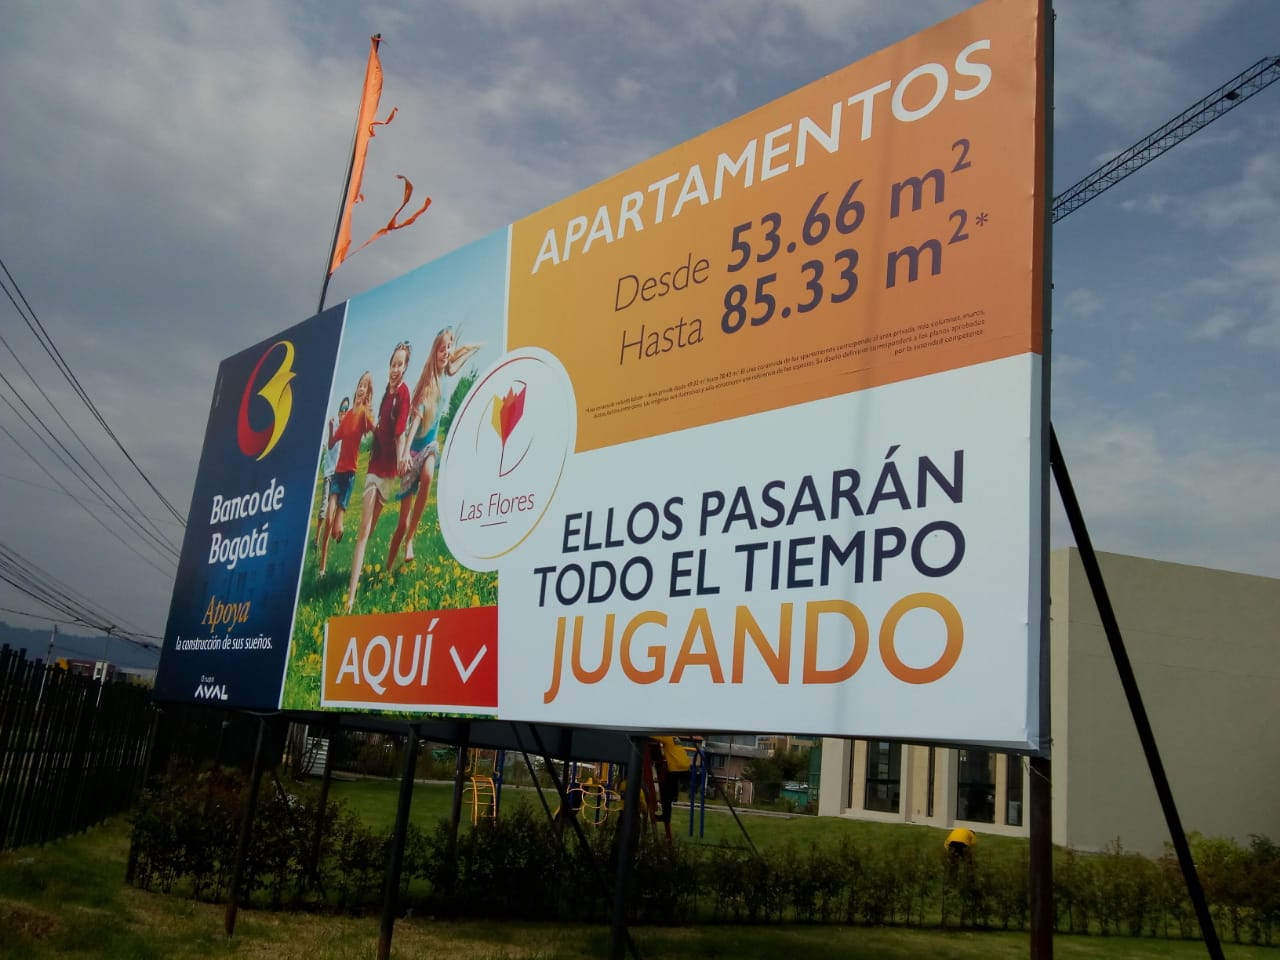 APARTAMENTOS
Desde 53.66 m²
Hasta 85.33 m²*
Banco de
Bogotá
Apoya
la construcción de sus sueños.
Grupo
AVAL
Las Flores
AQUÍ
ELLOS PASARÁN
TODO EL TIEMPO
JUGANDO